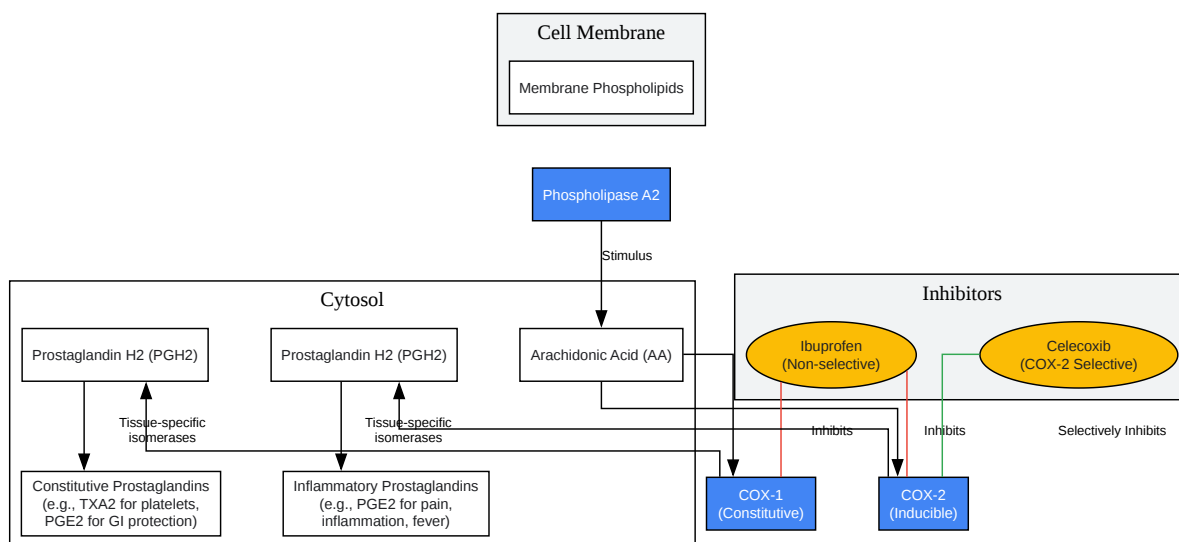 Cell Membrane
Membrane Phospholipids
Phospholipase A2
Stimulus
Cytosol
Inhibitors
Prostaglandin H2 (PGH2)
Prostaglandin H2 (PGH2)
Arachidonic Acid (AA)
Ibuprofen
(Non-selective)
Celecoxib
(COX-2 Selective)
Tissue-specific
isomerases
Tissue-specific
isomerases
Inhibits
Inhibits
Selectively Inhibits
Constitutive Prostaglandins
(e.g., TXA2 for platelets,
PGE2 for GI protection)
Inflammatory Prostaglandins
(e.g., PGE2 for pain,
inflammation, fever)
COX-1
(Constitutive)
COX-2
(Inducible)